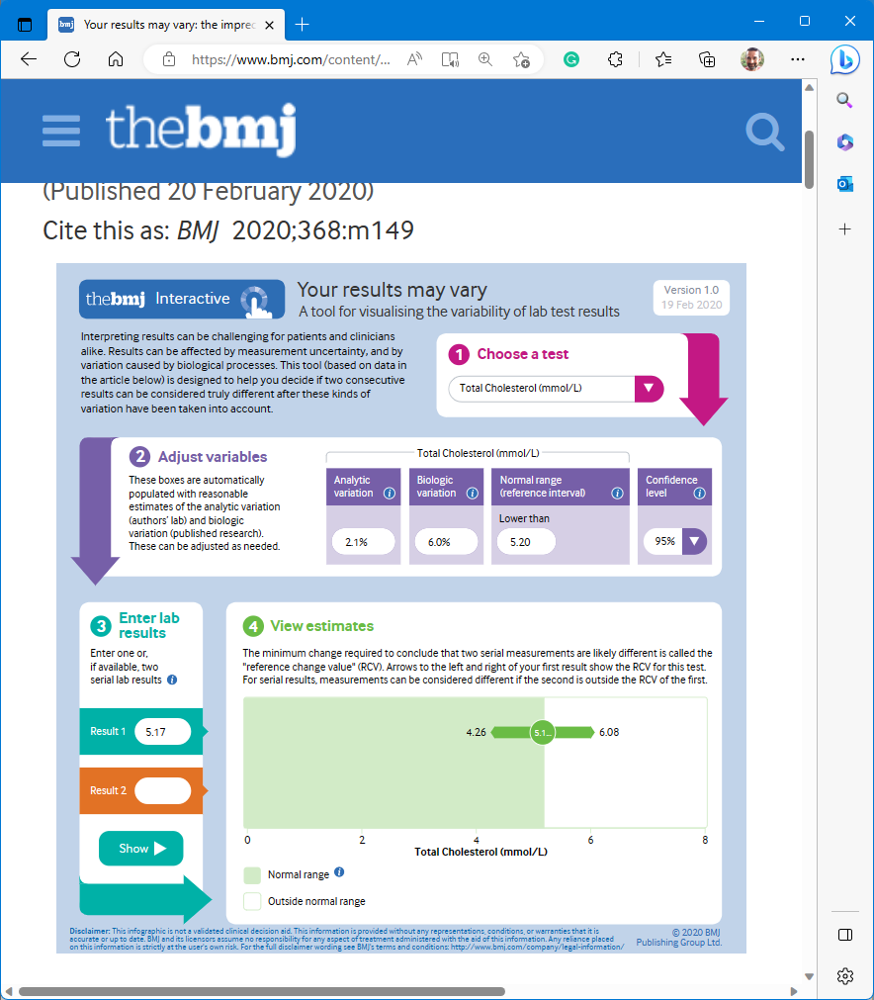 Your results may vary: the imprec
https://www.bmj.com/content/...
thebmj
(Published 20 February 2020)
Cite this as: BMJ 2020;368:m149
thebmj Interactive
Your results may vary
A tool for visualising the variability of lab test results
Version 1.0
19 Feb 2020
Interpreting results can be challenging for patients and clinicians
alike. Results can be affected by measurement uncertainty, and by
variation caused by biological processes. This tool (based on data in
the article below) is designed to help you decide if two consecutive
results can be considered truly different after these kinds of
variation have been taken into account.
1 Choose a test
Total Cholesterol (mmol/L)
2 Adjust variables
These boxes are automatically
populated with reasonable
estimates of the analytic variation
(authors' lab) and biologic
variation (published research).
These can be adjusted as needed.
Total Cholesterol (mmol/L)
Analytic
variation
2.1%
Biologic
variation
6.0%
Normal range
(reference interval)
Lower than
5.20
Confidence
level
95%
3 Enter lab
results
Enter one or,
if available, two
serial lab results
Result 1 5.17
Result 2
Show
4 View estimates
The minimum change required to conclude that two serial measurements are likely different is called the
"reference change value" (RCV). Arrows to the left and right of your first result show the RCV for this test.
For serial results, measurements can be considered different if the second is outside the RCV of the first.
4.26 5.1... 6.08
0 2 4 6 8
Total Cholesterol (mmol/L)
Normal range
Outside normal range
Disclaimer: This infographic is not a validated clinical decision aid. This information is provided without any representations, conditions, or warranties that it is
accurate or up to date. BMJ and its licensors assume no responsibility for any aspect of treatment administered with the aid of this information. Any reliance placed
on this information is strictly at the user's own risk. For the full disclaimer wording see BMJ's terms and conditions: http://www.bmj.com/company/legal-information/
© 2020 BMJ
Publishing Group Ltd.